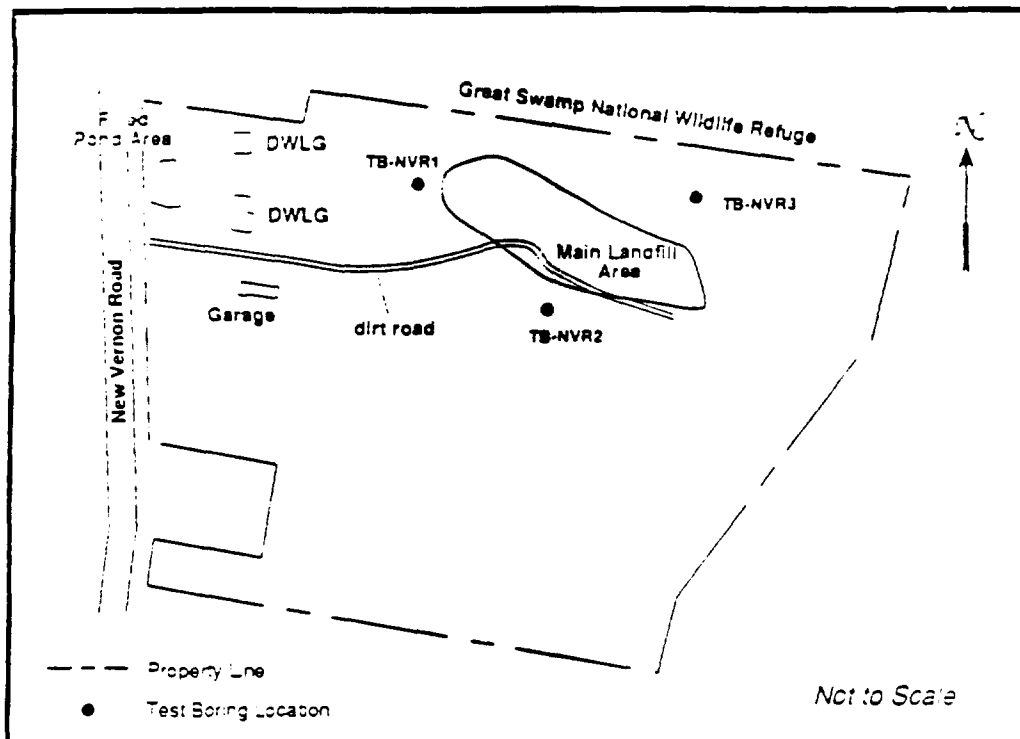 Great Swamp National Wildlife Refuge
N
Pond Area
DWLG
TB-NVR1
DWLG
TB-NVR3
Main Landfill
Area
New Vernon Road
Garage
dirt road
TB-NVR2
Property Line
Test Boring Location
Not to Scale